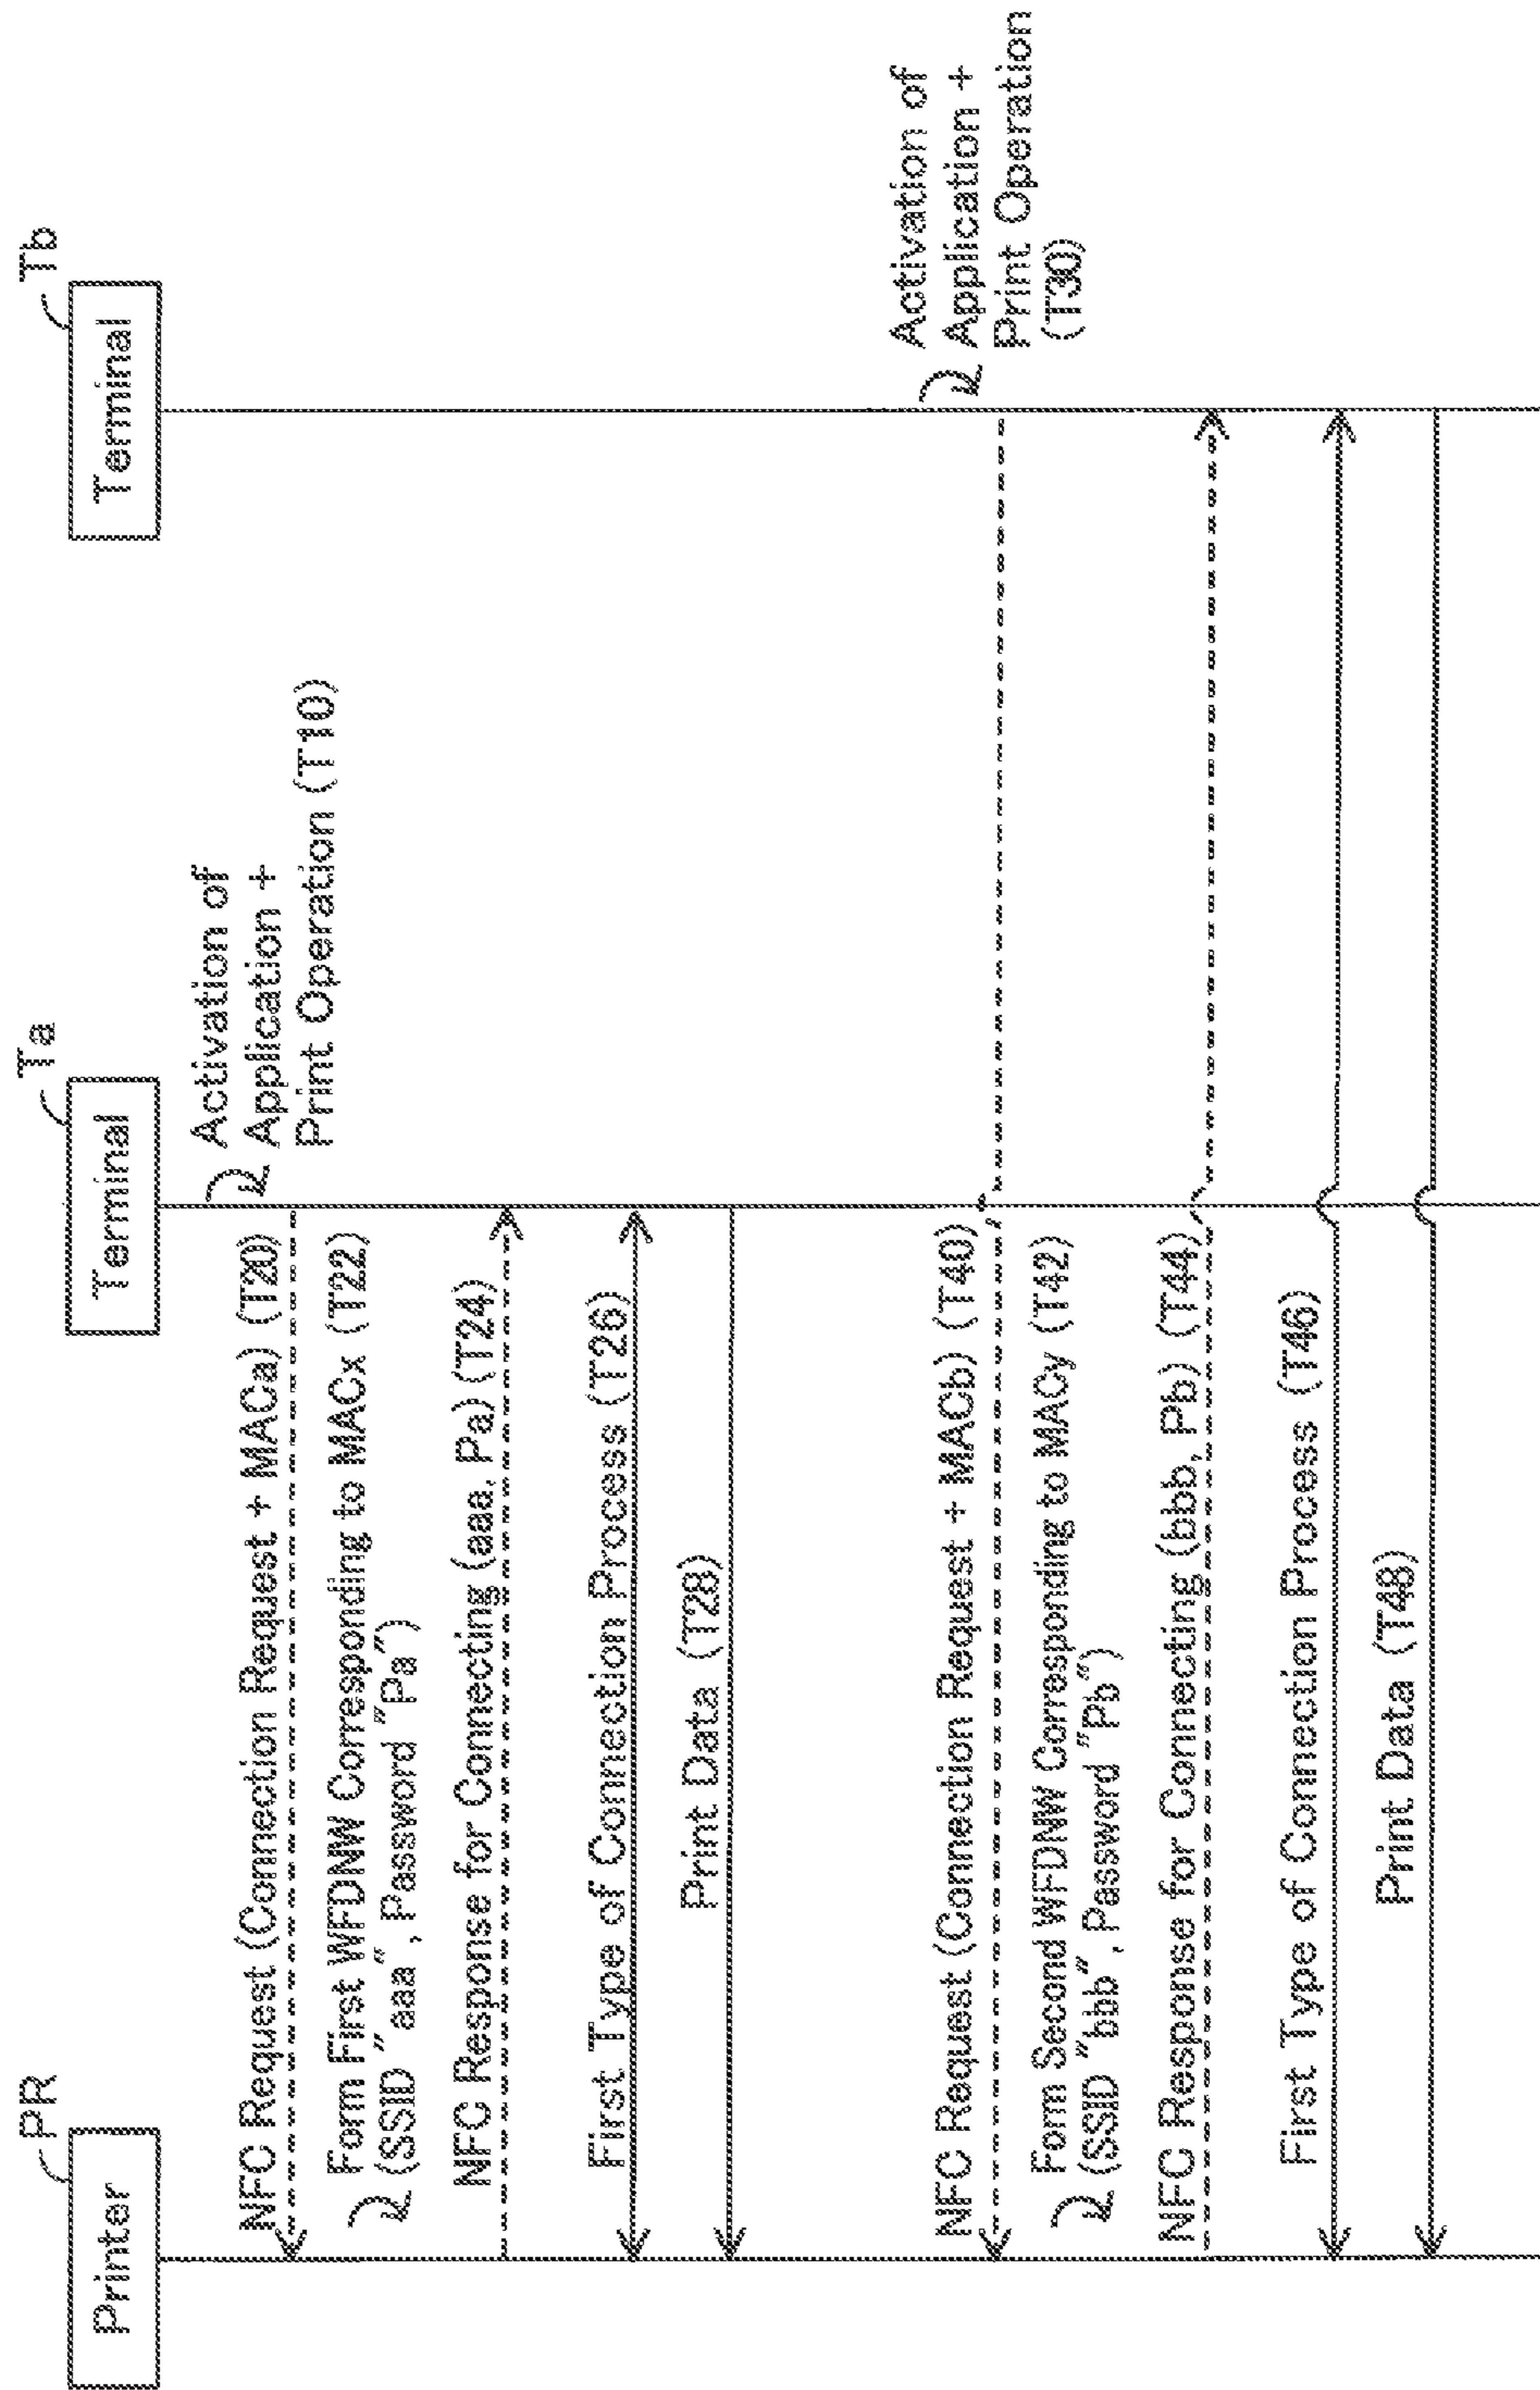 PR
Printer
Ta
Terminal
Tb
Terminal
Activation of
Application +
Print Operation (T10)
NFC Request (Connection Request + MACa) (T20)
Form First WFDNW Corresponding to MACx (T22)
(SSID "aaa", Password "Pa")
NFC Response for Connecting (aaa, Pa) (T24)
First Type of Connection Process (T26)
Print Data (T28)
Activation of
Application +
Print Operation
(T30)
NFC Request (Connection Request + MACb) (T40)
Form Second WFDNW Corresponding to MACy (T42)
(SSID "bbb", Password "Pb")
NFC Response for Connecting (bbb, Pb) (T44)
First Type of Connection Process (T46)
Print Data (T48)